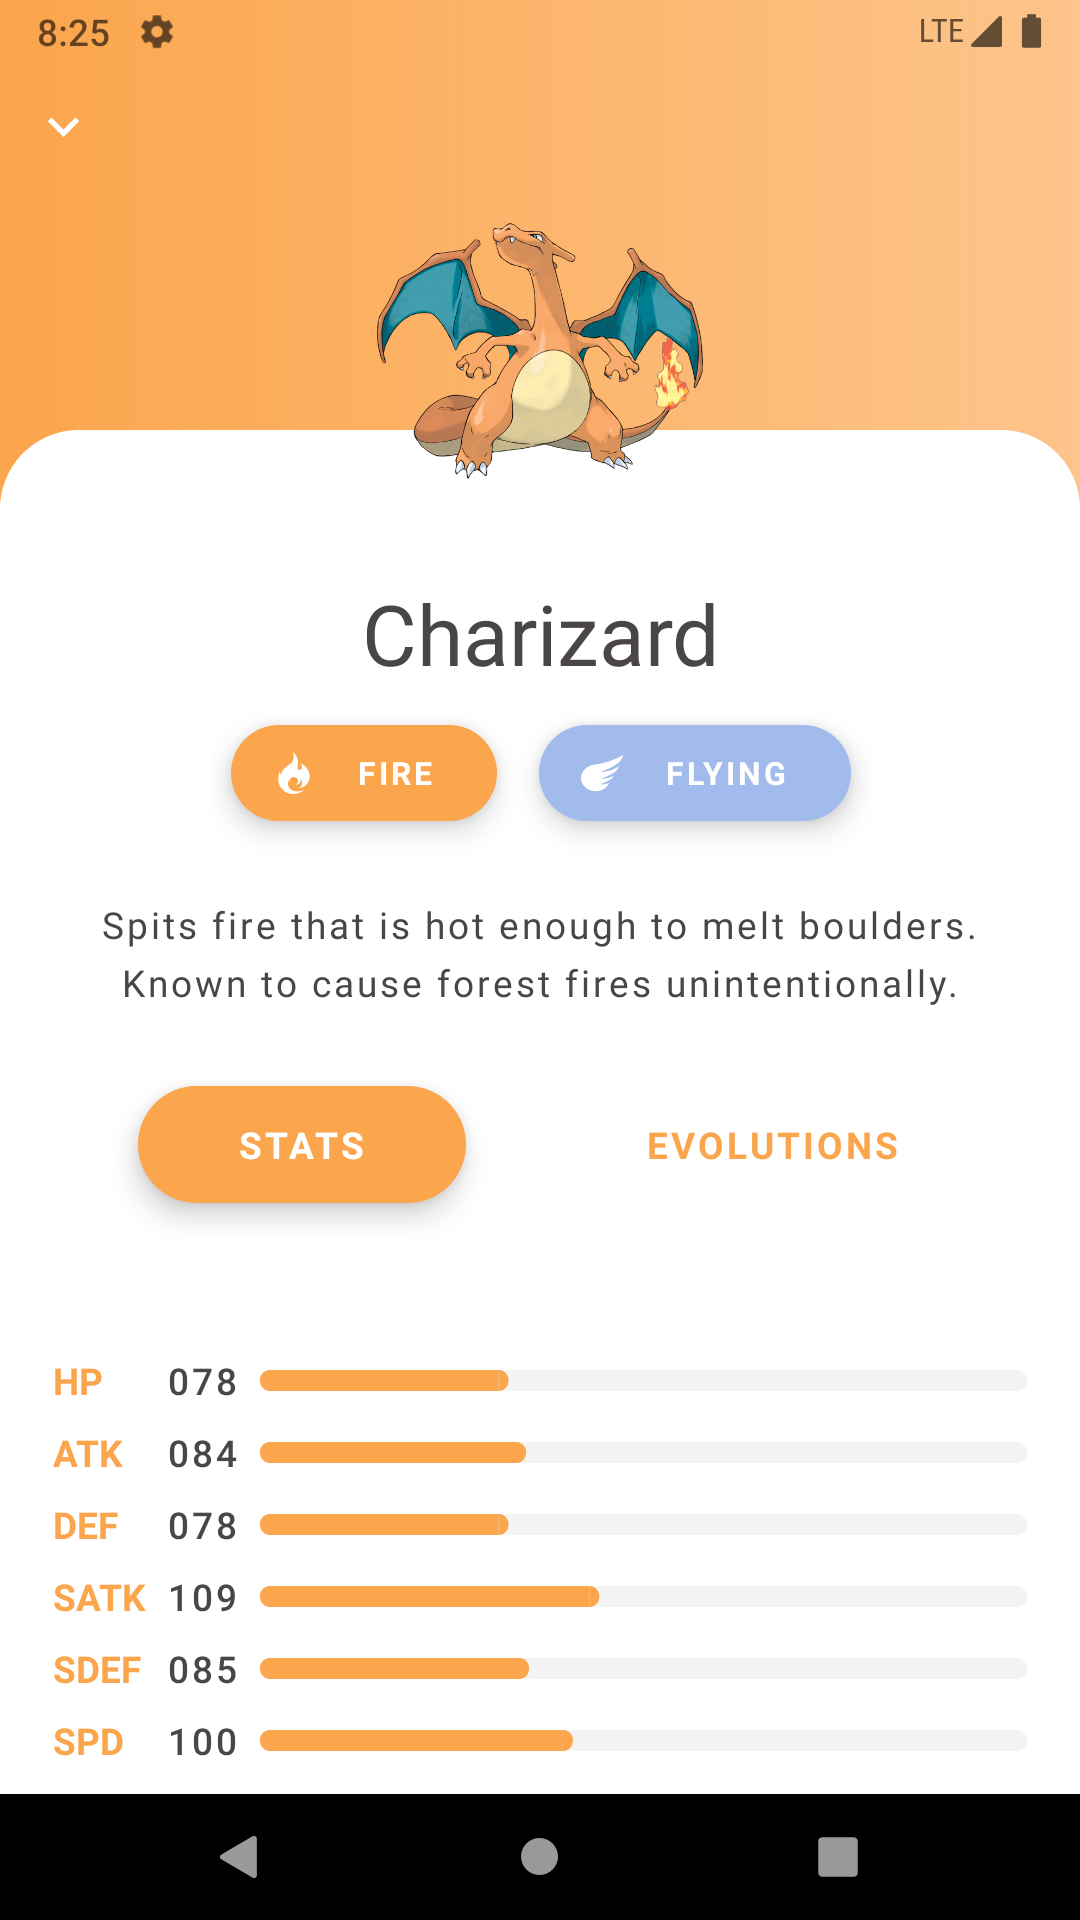 8:25 LTE
Charizard
FIRE FLYING
Spits fire that is hot enough to melt boulders.
Known to cause forest fires unintentionally.
STATS EVOLUTIONS
HP 078
ATK 084
DEF 078
SATK 109
SDEF 085
SPD 100